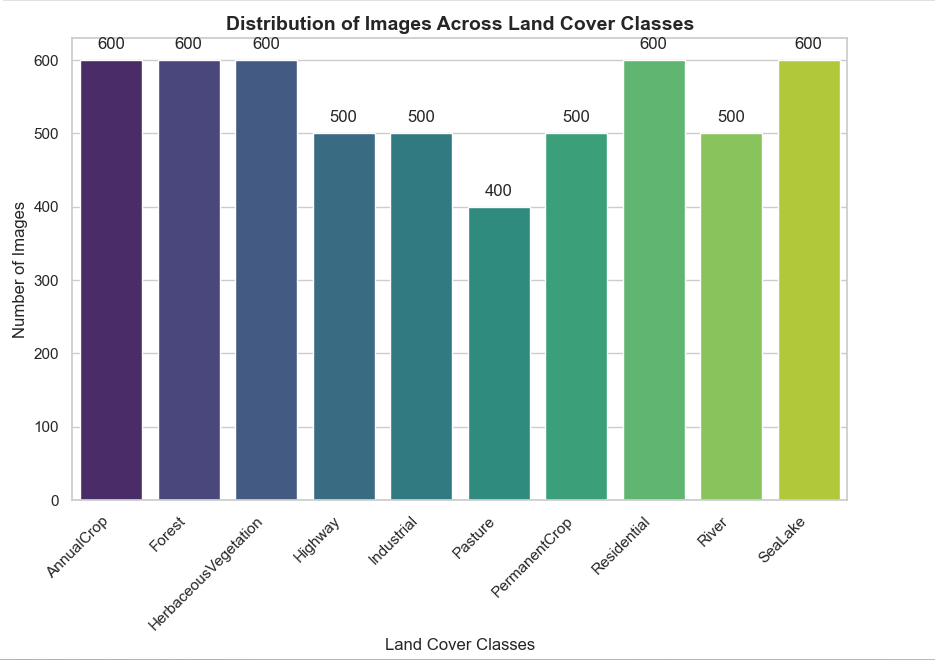 Distribution of Images Across Land Cover Classes
600 600 600 500 500 400 500 600 500 600
Number of Images
600
500
400
300
200
100
0
AnnualCrop
Forest
HerbaceousVegetation
Highway
Industrial
Pasture
PermanentCrop
Residential
River
SeaLake
Land Cover Classes